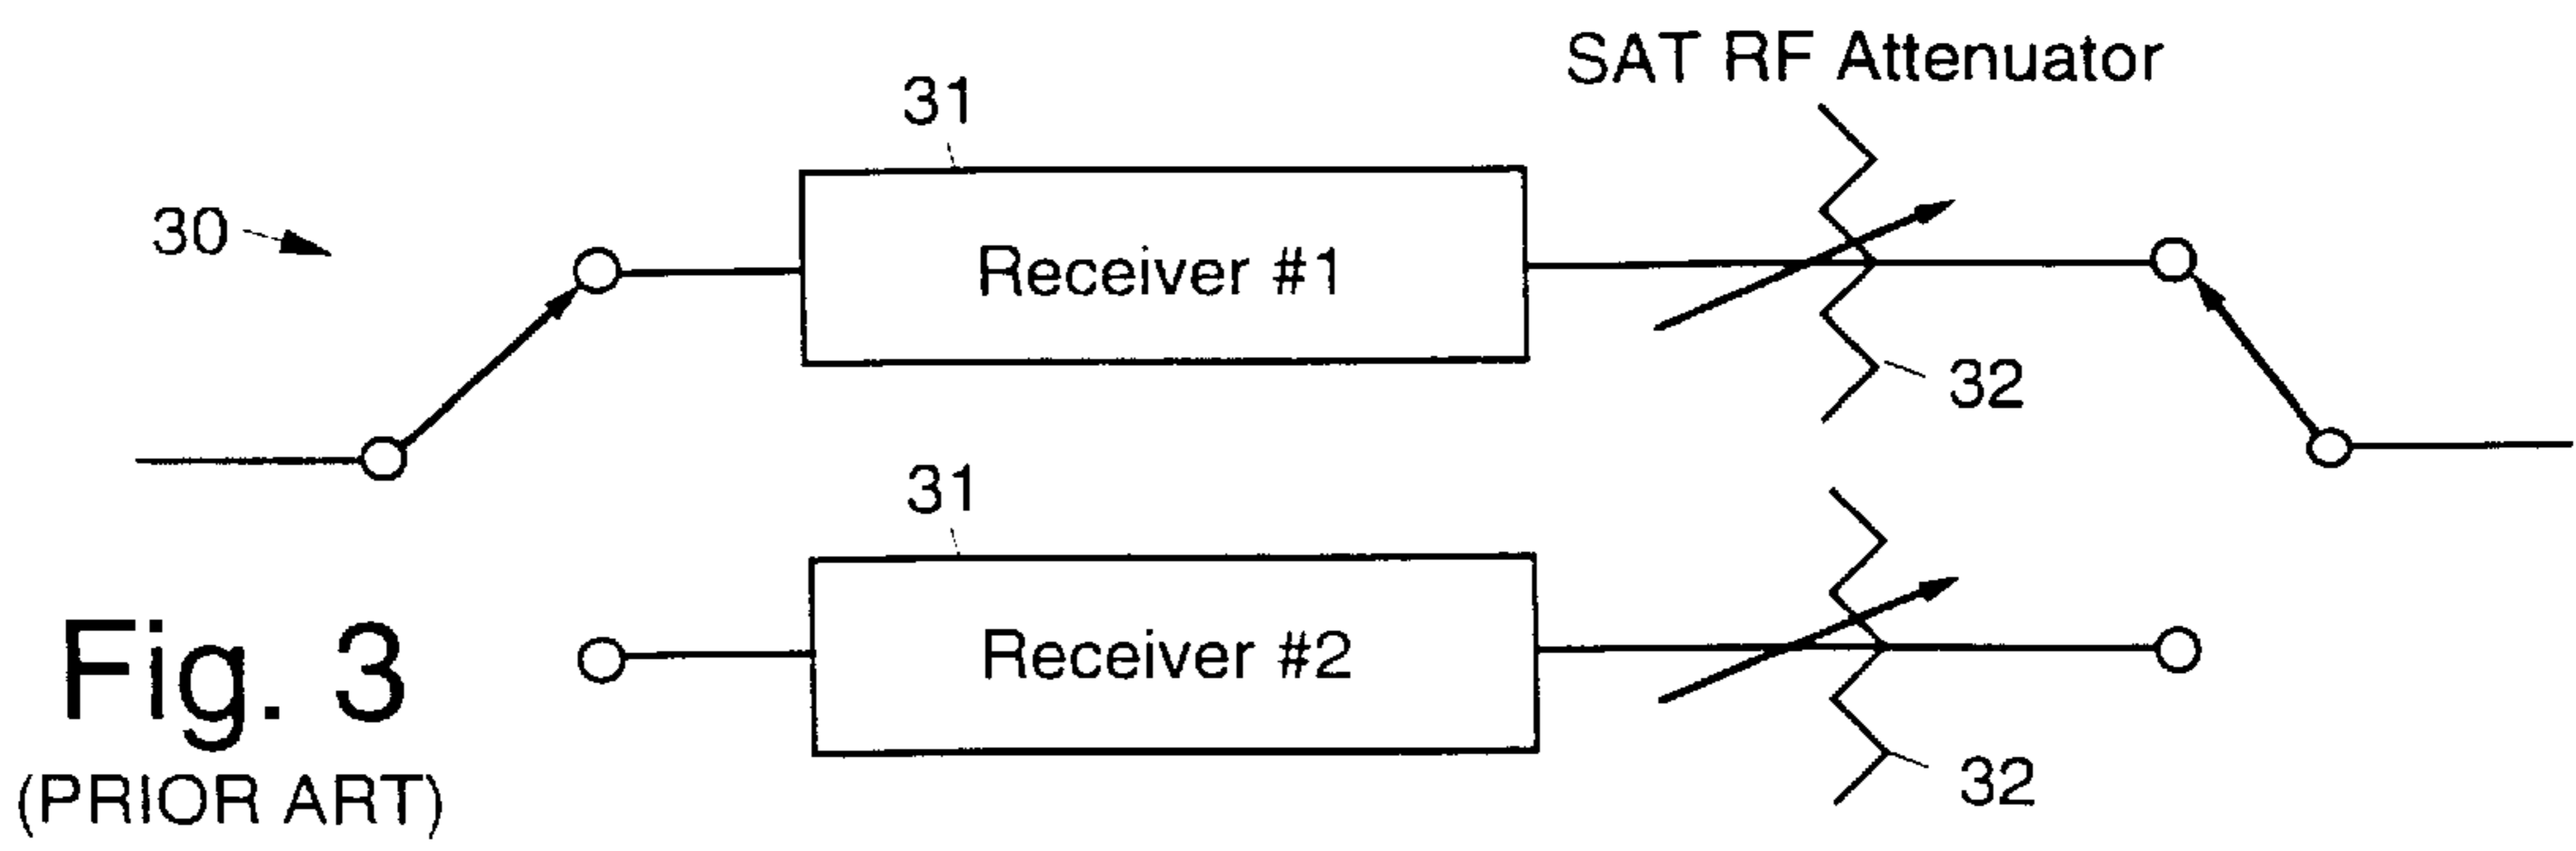 SAT RF Attenuator
31
30
Receiver #1
32
31
Receiver #2
32
Fig. 3
(PRIOR ART)